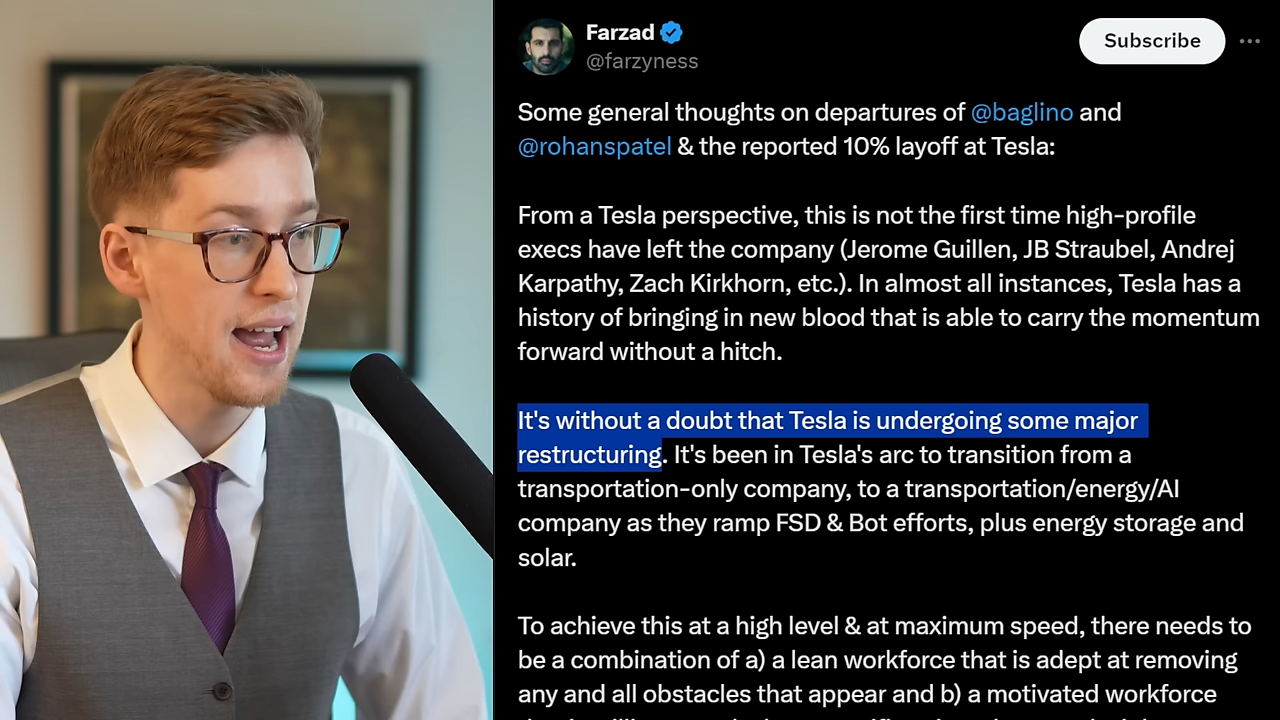 Farzad
@farzyness
Subscribe
Some general thoughts on departures of @baglino and
@rohanspatel & the reported 10% layoff at Tesla:
From a Tesla perspective, this is not the first time high-profile
execs have left the company (Jerome Guillen, JB Straubel, Andrej
Karpathy, Zach Kirkhorn, etc.). In almost all instances, Tesla has a
history of bringing in new blood that is able to carry the momentum
forward without a hitch.
It's without a doubt that Tesla is undergoing some major
restructuring. It's been in Tesla's arc to transition from a
transportation-only company, to a transportation/energy/AI
company as they ramp FSD & Bot efforts, plus energy storage and
solar.
To achieve this at a high level & at maximum speed, there needs to
be a combination of a) a lean workforce that is adept at removing
any and all obstacles that appear and b) a motivated workforce